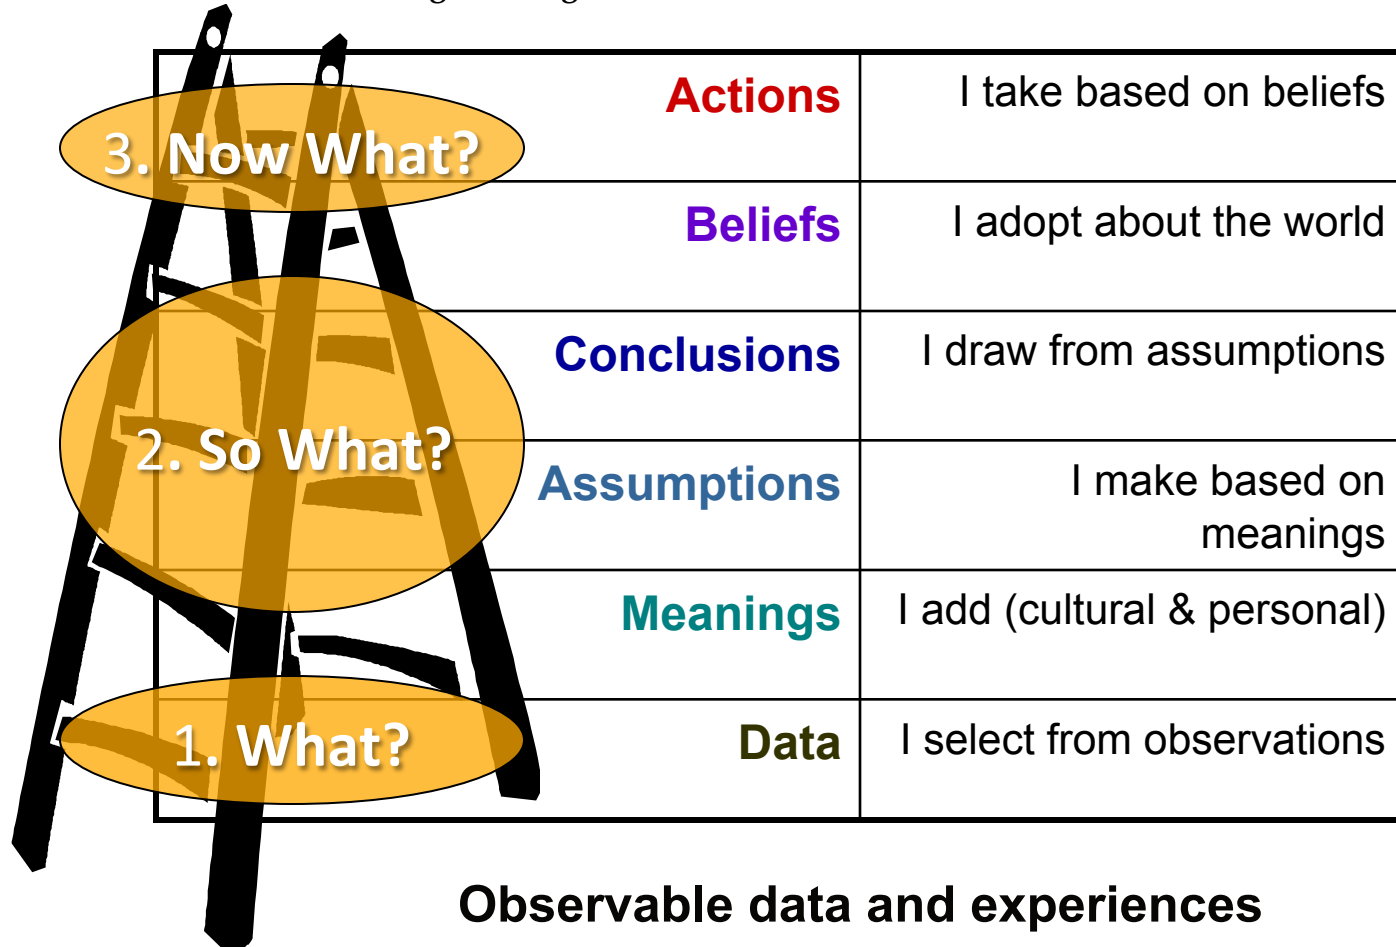 Actions I take based on beliefs
3. Now What?
Beliefs I adopt about the world
Conclusions I draw from assumptions
2. So What?
Assumptions I make based on
meanings
Meanings I add (cultural & personal)
1. What?
Data I select from observations
Observable data and experiences